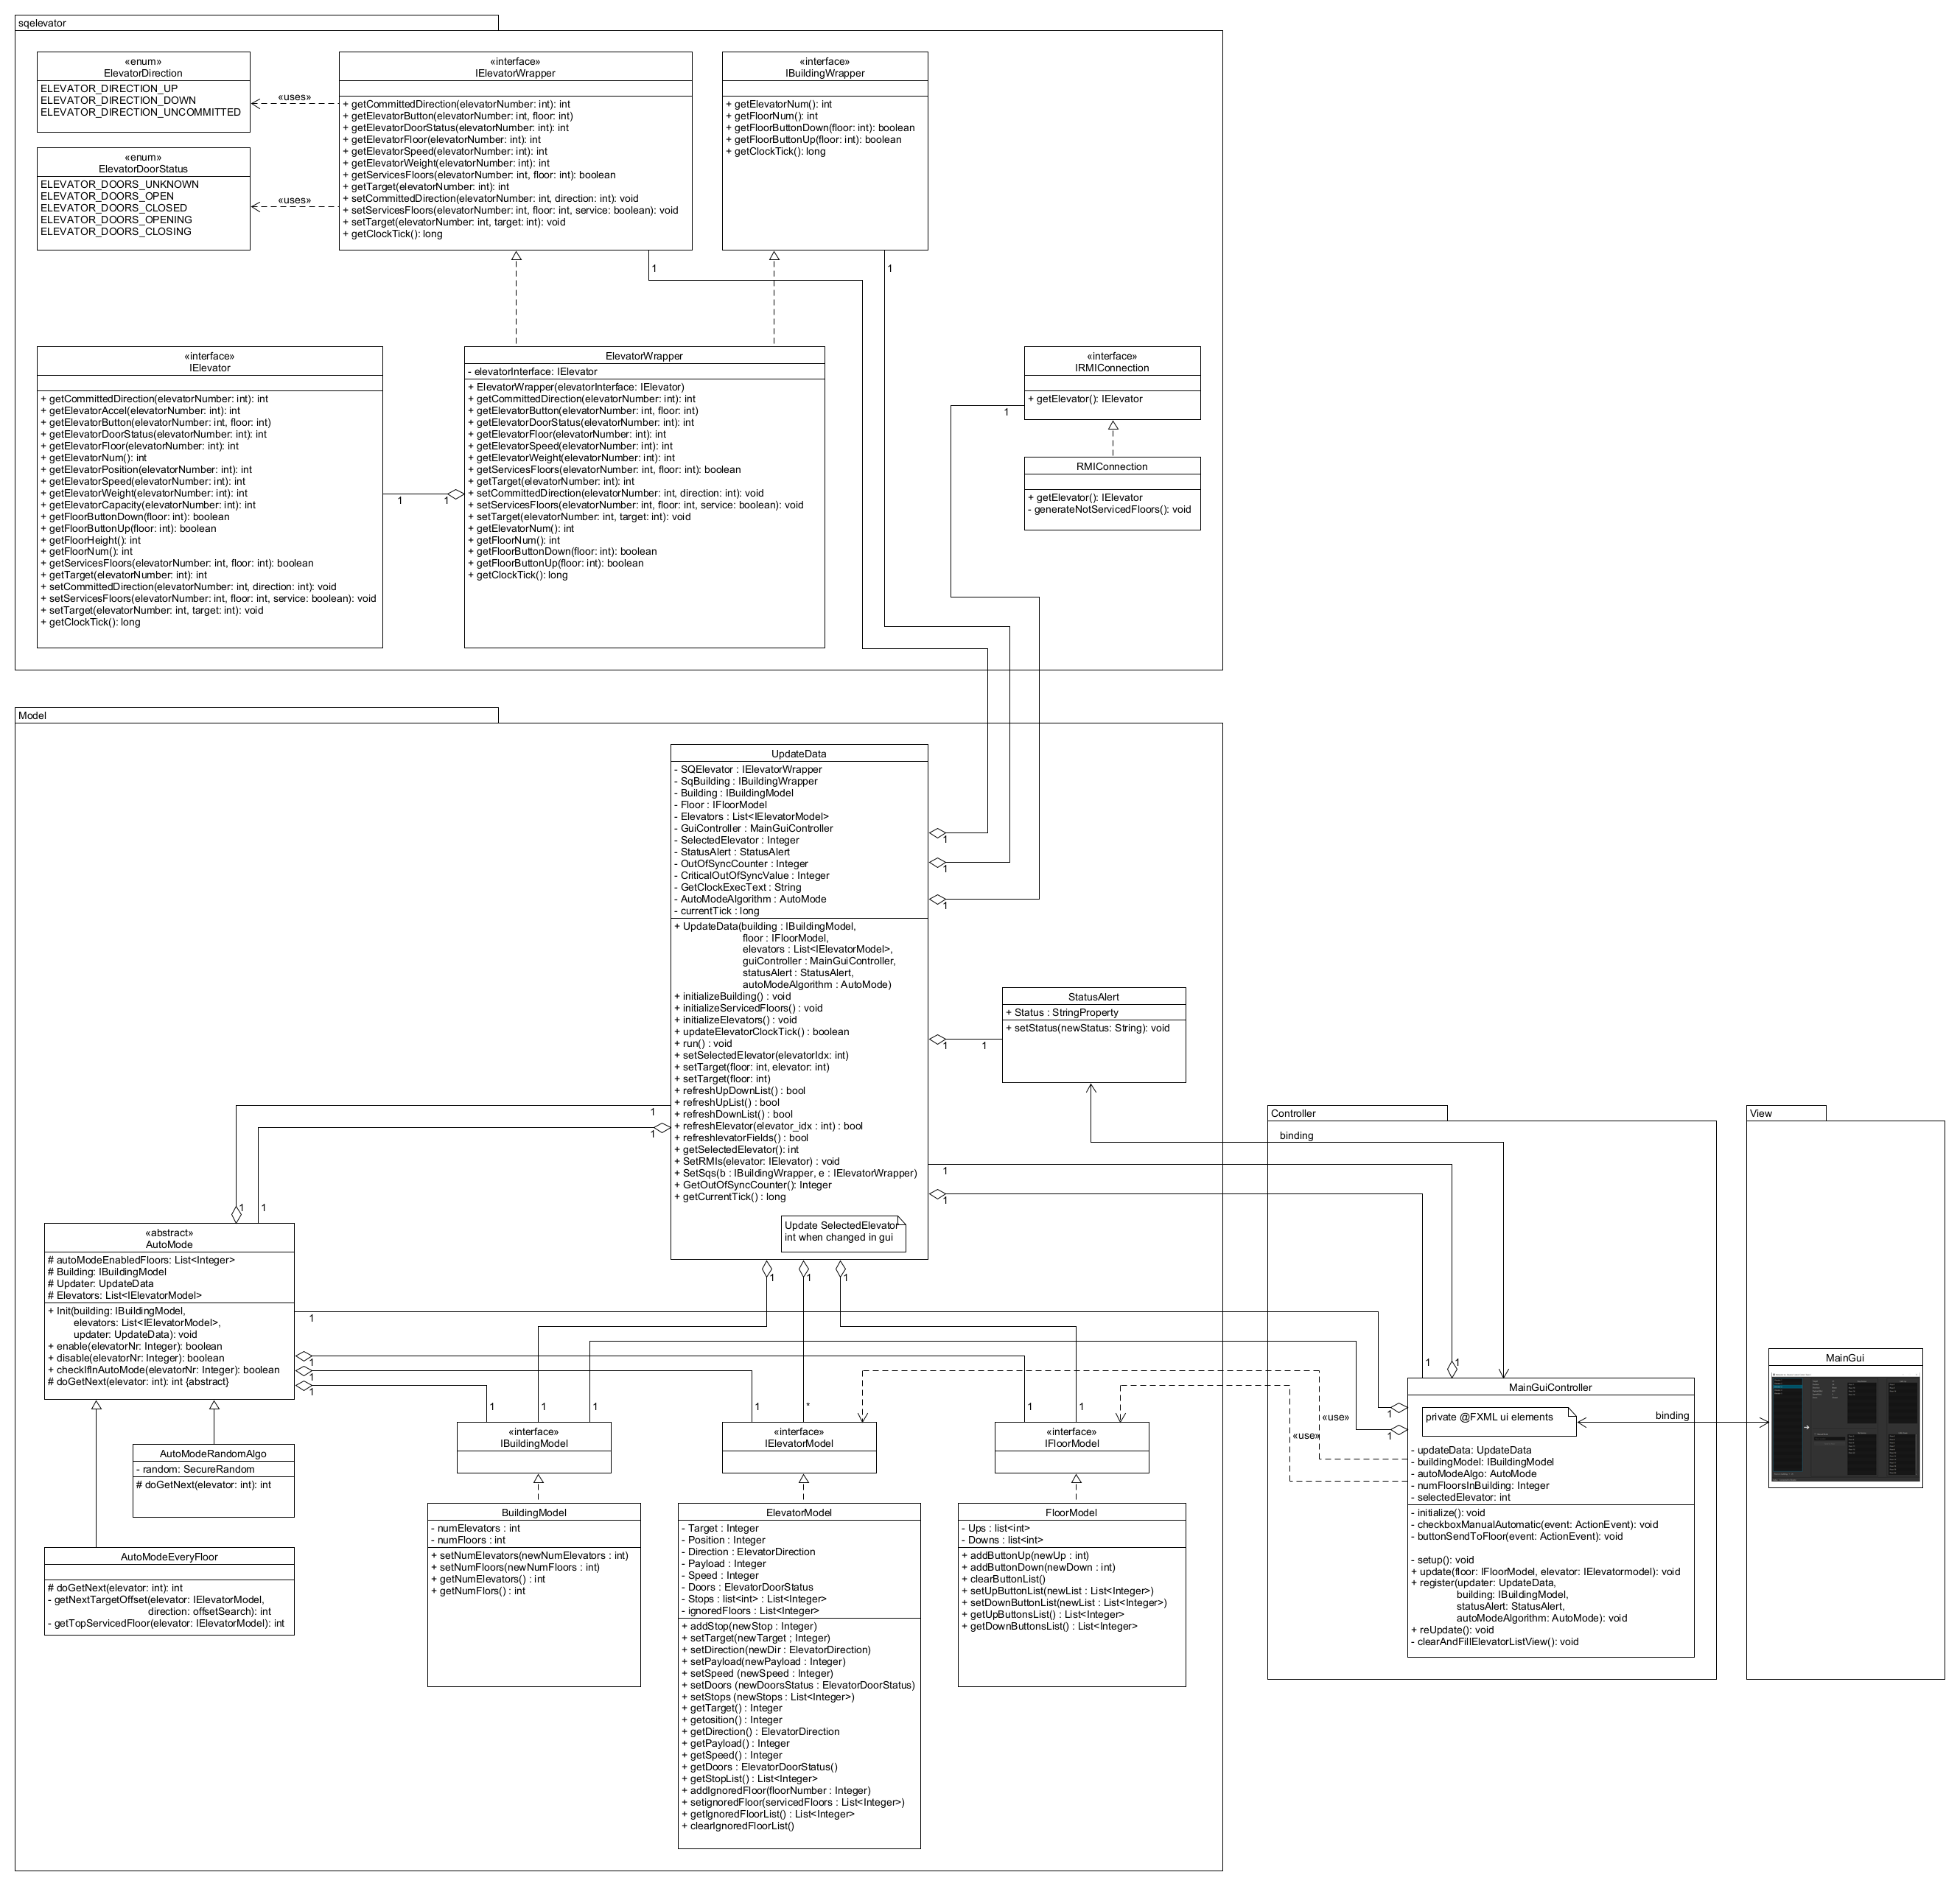 sqelevator
«enum»
ElevatorDirection
ELEVATOR_DIRECTION_UP
ELEVATOR_DIRECTION_DOWN
ELEVATOR_DIRECTION_UNCOMMITTED
«uses»
«enum»
ElevatorDoorStatus
ELEVATOR_DOORS_UNKNOWN
ELEVATOR_DOORS_OPEN
ELEVATOR_DOORS_CLOSED
ELEVATOR_DOORS_OPENING
ELEVATOR_DOORS_CLOSING
«uses»
«interface»
IElevatorWrapper
+ getCommittedDirection(elevatorNumber: int): int
+ getElevatorButton(elevatorNumber: int, floor: int)
+ getElevatorDoorStatus(elevatorNumber: int): int
+ getElevatorFloor(elevatorNumber: int): int
+ getElevatorSpeed(elevatorNumber: int): int
+ getElevatorWeight(elevatorNumber: int): int
+ getServicesFloors(elevatorNumber: int, floor: int): boolean
+ getTarget(elevatorNumber: int): int
+ setCommittedDirection(elevatorNumber: int, direction: int): void
+ setServicesFloors(elevatorNumber: int, floor: int, service: boolean): void
+ setTarget(elevatorNumber: int, target: int): void
+ getClockTick(): long
1
«interface»
IBuildingWrapper
+ getElevatorNum(): int
+ getFloorNum(): int
+ getFloorButtonDown(floor: int): boolean
+ getFloorButtonUp(floor: int): boolean
+ getClockTick(): long
1
«interface»
IElevator
+ getCommittedDirection(elevatorNumber: int): int
+ getElevatorAccel(elevatorNumber: int): int
+ getElevatorButton(elevatorNumber: int, floor: int)
+ getElevatorDoorStatus(elevatorNumber: int): int
+ getElevatorFloor(elevatorNumber: int): int
+ getElevatorNum(): int
+ getElevatorPosition(elevatorNumber: int): int
+ getElevatorSpeed(elevatorNumber: int): int
+ getElevatorWeight(elevatorNumber: int): int
+ getElevatorCapacity(elevatorNumber: int): int
+ getFloorButtonDown(floor: int): boolean
+ getFloorButtonUp(floor: int): boolean
+ getFloorHeight(): int
+ getFloorNum(): int
+ getServicesFloors(elevatorNumber: int, floor: int): boolean
+ getTarget(elevatorNumber: int): int
+ setCommittedDirection(elevatorNumber: int, direction: int): void
+ setServicesFloors(elevatorNumber: int, floor: int, service: boolean): void
+ setTarget(elevatorNumber: int, target: int): void
+ getClockTick(): long
1
1
ElevatorWrapper
- elevatorInterface: IElevator
+ ElevatorWrapper(elevatorInterface: IElevator)
+ getCommittedDirection(elevatorNumber: int): int
+ getElevatorButton(elevatorNumber: int, floor: int)
+ getElevatorDoorStatus(elevatorNumber: int): int
+ getElevatorFloor(elevatorNumber: int): int
+ getElevatorSpeed(elevatorNumber: int): int
+ getElevatorWeight(elevatorNumber: int): int
+ getServicesFloors(elevatorNumber: int, floor: int): boolean
+ getTarget(elevatorNumber: int): int
+ setCommittedDirection(elevatorNumber: int, direction: int): void
+ setServicesFloors(elevatorNumber: int, floor: int, service: boolean): void
+ setTarget(elevatorNumber: int, target: int): void
+ getElevatorNum(): int
+ getFloorNum(): int
+ getFloorButtonDown(floor: int): boolean
+ getFloorButtonUp(floor: int): boolean
+ getClockTick(): long
«interface»
IRMIConnection
+ getElevator(): IElevator
1
RMIConnection
+ getElevator(): IElevator
- generateNotServicedFloors(): void
Model
UpdateData
- SQElevator : IElevatorWrapper
- SqBuilding : IBuildingWrapper
- Building : IBuildingModel
- Floor : IFloorModel
- Elevators : List<IElevatorModel>
- GuiController : MainGuiController
- SelectedElevator : Integer
- StatusAlert : StatusAlert
- OutOfSyncCounter : Integer
- CriticalOutOfSyncValue : Integer
- GetClockExecText : String
- AutoModeAlgorithm : AutoMode
- currentTick : long
+ UpdateData(building : IBuildingModel,
floor : IFloorModel,
elevators : List<IElevatorModel>,
guiController : MainGuiController,
statusAlert : StatusAlert,
autoModeAlgorithm : AutoMode)
+ initializeBuilding() : void
+ initializeServicedFloors() : void
+ initializeElevators() : void
+ updateElevatorClockTick() : boolean
+ run() : void
+ setSelectedElevator(elevatorIdx: int)
+ setTarget(floor: int, elevator: int)
+ setTarget(floor: int)
+ refreshUpDownList() : bool
+ refreshUpList() : bool
+ refreshDownList() : bool
+ refreshElevator(elevator_idx : int) : bool
+ refreshlevatorFields() : bool
+ getSelectedElevator(): int
+ SetRMIs(elevator: IElevator) : void
+ SetSqs(b : IBuildingWrapper, e : IElevatorWrapper)
+ GetOutOfSyncCounter(): Integer
+ getCurrentTick() : long
Update SelectedElevator
int when changed in gui
1
1
1
1
1
StatusAlert
+ Status : StringProperty
+ setStatus(newStatus: String): void
1
1
1
1
1
1
1
1
1
1
«abstract»
AutoMode
# autoModeEnabledFloors: List<Integer>
# Building: IBuildingModel
# Updater: UpdateData
# Elevators: List<IElevatorModel>
+ Init(building: IBuildingModel,
elevators: List<IElevatorModel>,
updater: UpdateData): void
+ enable(elevatorNr: Integer): boolean
+ disable(elevatorNr: Integer): boolean
+ checkIfInAutoMode(elevatorNr: Integer): boolean
# doGetNext(elevator: int): int {abstract}
1
1
1
1
AutoModeRandomAlgo
- random: SecureRandom
# doGetNext(elevator: int): int
AutoModeEveryFloor
# doGetNext(elevator: int): int
- getNextTargetOffset(elevator: IElevatorModel,
direction: offsetSearch): int
- getTopServicedFloor(elevator: IElevatorModel): int
1
1
1
«interface»
IBuildingModel
BuildingModel
- numElevators : int
- numFloors : int
+ setNumElevators(newNumElevators : int)
+ setNumFloors(newNumFloors : int)
+ getNumElevators() : int
+ getNumFlors() : int
1
*
«interface»
IElevatorModel
ElevatorModel
- Target : Integer
- Position : Integer
- Direction : ElevatorDirection
- Payload : Integer
- Speed : Integer
- Doors : ElevatorDoorStatus
- Stops : list<int> : List<Integer>
- ignoredFloors : List<Integer>
+ addStop(newStop : Integer)
+ setTarget(newTarget ; Integer)
+ setDirection(newDir : ElevatorDirection)
+ setPayload(newPayload : Integer)
+ setSpeed (newSpeed : Integer)
+ setDoors (newDoorsStatus : ElevatorDoorStatus)
+ setStops (newStops : List<Integer>)
+ getTarget() : Integer
+ getosition() : Integer
+ getDirection() : ElevatorDirection
+ getPayload() : Integer
+ getSpeed() : Integer
+ getDoors : ElevatorDoorStatus()
+ getStopList() : List<Integer>
+ addIgnoredFloor(floorNumber : Integer)
+ setignoredFloor(servicedFloors : List<Integer>)
+ getIgnoredFloorList() : List<Integer>
+ clearIgnoredFloorList()
1
1
«interface»
IFloorModel
FloorModel
- Ups : list<int>
- Downs : list<int>
+ addButtonUp(newUp : int)
+ addButtonDown(newDown : int)
+ clearButtonList()
+ setUpButtonList(newList : List<Integer>)
+ setDownButtonList(newList : List<Integer>)
+ getUpButtonsList() : List<Integer>
+ getDownButtonsList() : List<Integer>
«use»
«use»
Controller
binding
1
1
1
1
MainGuiController
private @FXML ui elements
- updateData: UpdateData
- buildingModel: IBuildingModel
- autoModeAlgo: AutoMode
- numFloorsInBuilding: Integer
- selectedElevator: int
- initialize(): void
- checkboxManualAutomatic(event: ActionEvent): void
- buttonSendToFloor(event: ActionEvent): void
- setup(): void
+ update(floor: IFloorModel, elevator: IElevatormodel): void
+ register(updater: UpdateData,
building: IBuildingModel,
statusAlert: StatusAlert,
autoModeAlgorithm: AutoMode): void
+ reUpdate(): void
- clearAndFillElevatorListView(): void
binding
View
MainGui